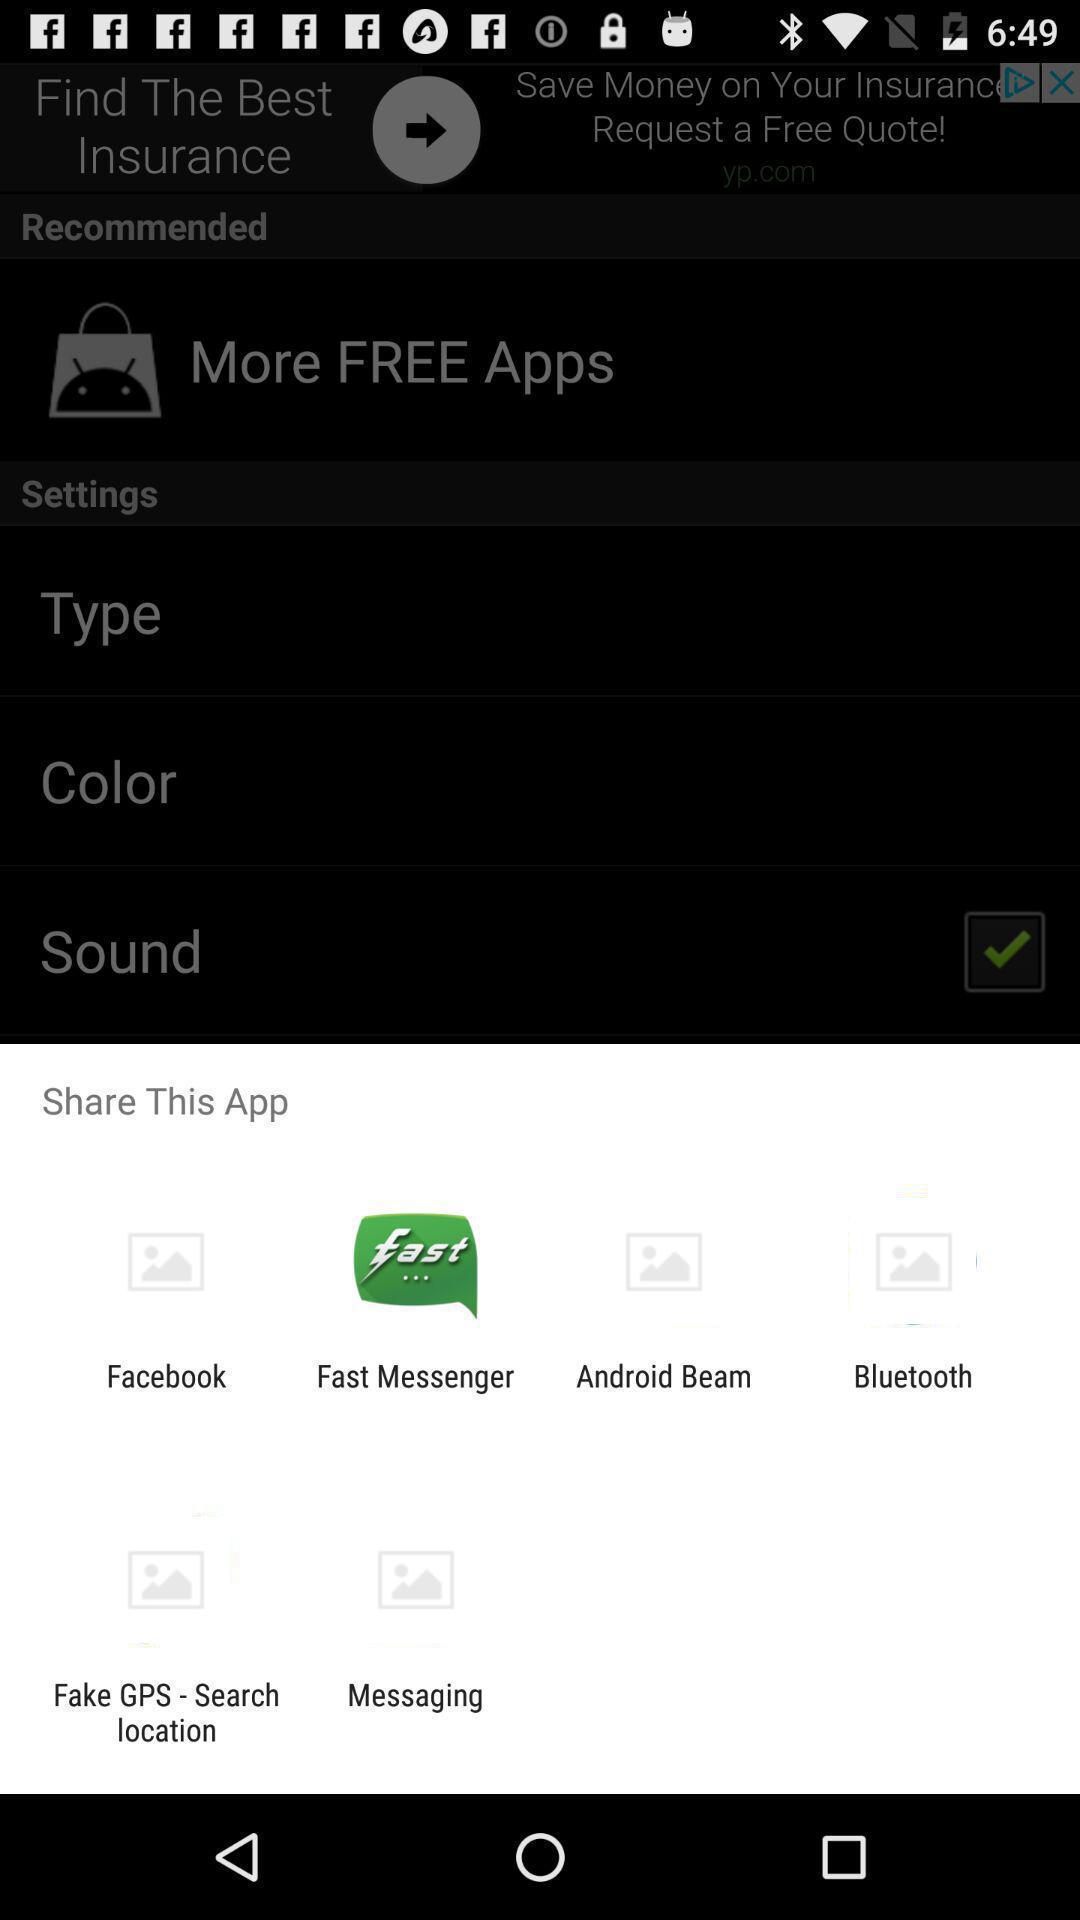 6:49
Find The Best
Insurance
Save Money on Your Insurance
Request a Free Quote!
yp.com
Recommended
More FREE Apps
Settings
Type
Color
Sound
Share This App
fast
Facebook
Fast Messenger
Android Beam
Bluetooth
Fake GPS - Search
location
Messaging